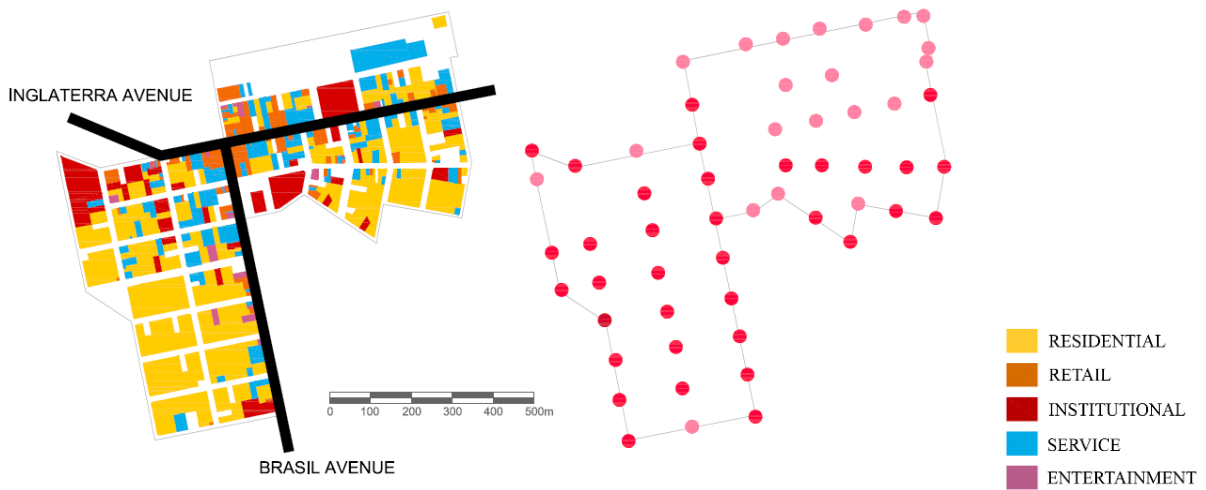 INGLATERRA AVENUE
0 100 200 300 400 500m
BRASIL AVENUE
RESIDENTIAL
RETAIL
INSTITUTIONAL
SERVICE
ENTERTAINMENT